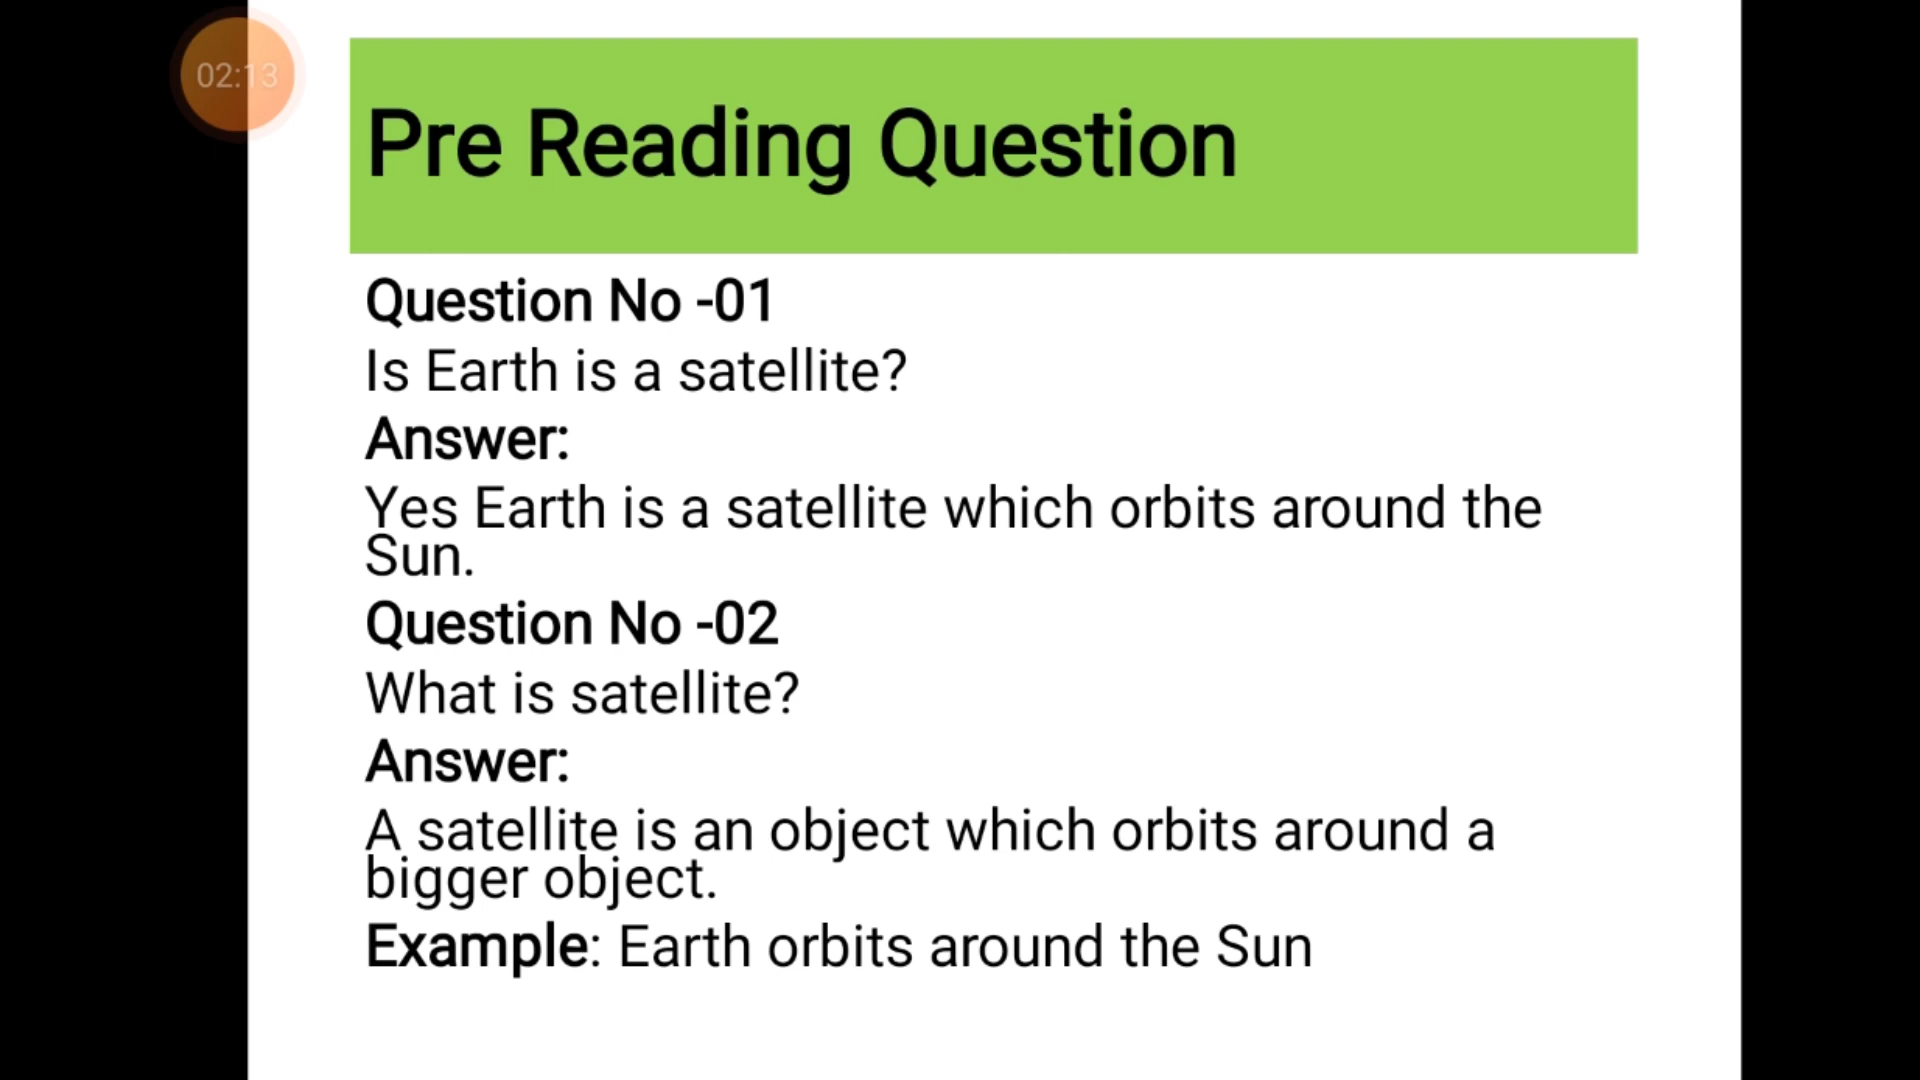 02:13
Pre Reading Question
Question No -01
Is Earth is a satellite?
Answer:
Yes Earth is a satellite which orbits around the
Sun.
Question No -02
What is satellite?
Answer:
A satellite is an object which orbits around a
bigger object.
Example: Earth orbits around the Sun